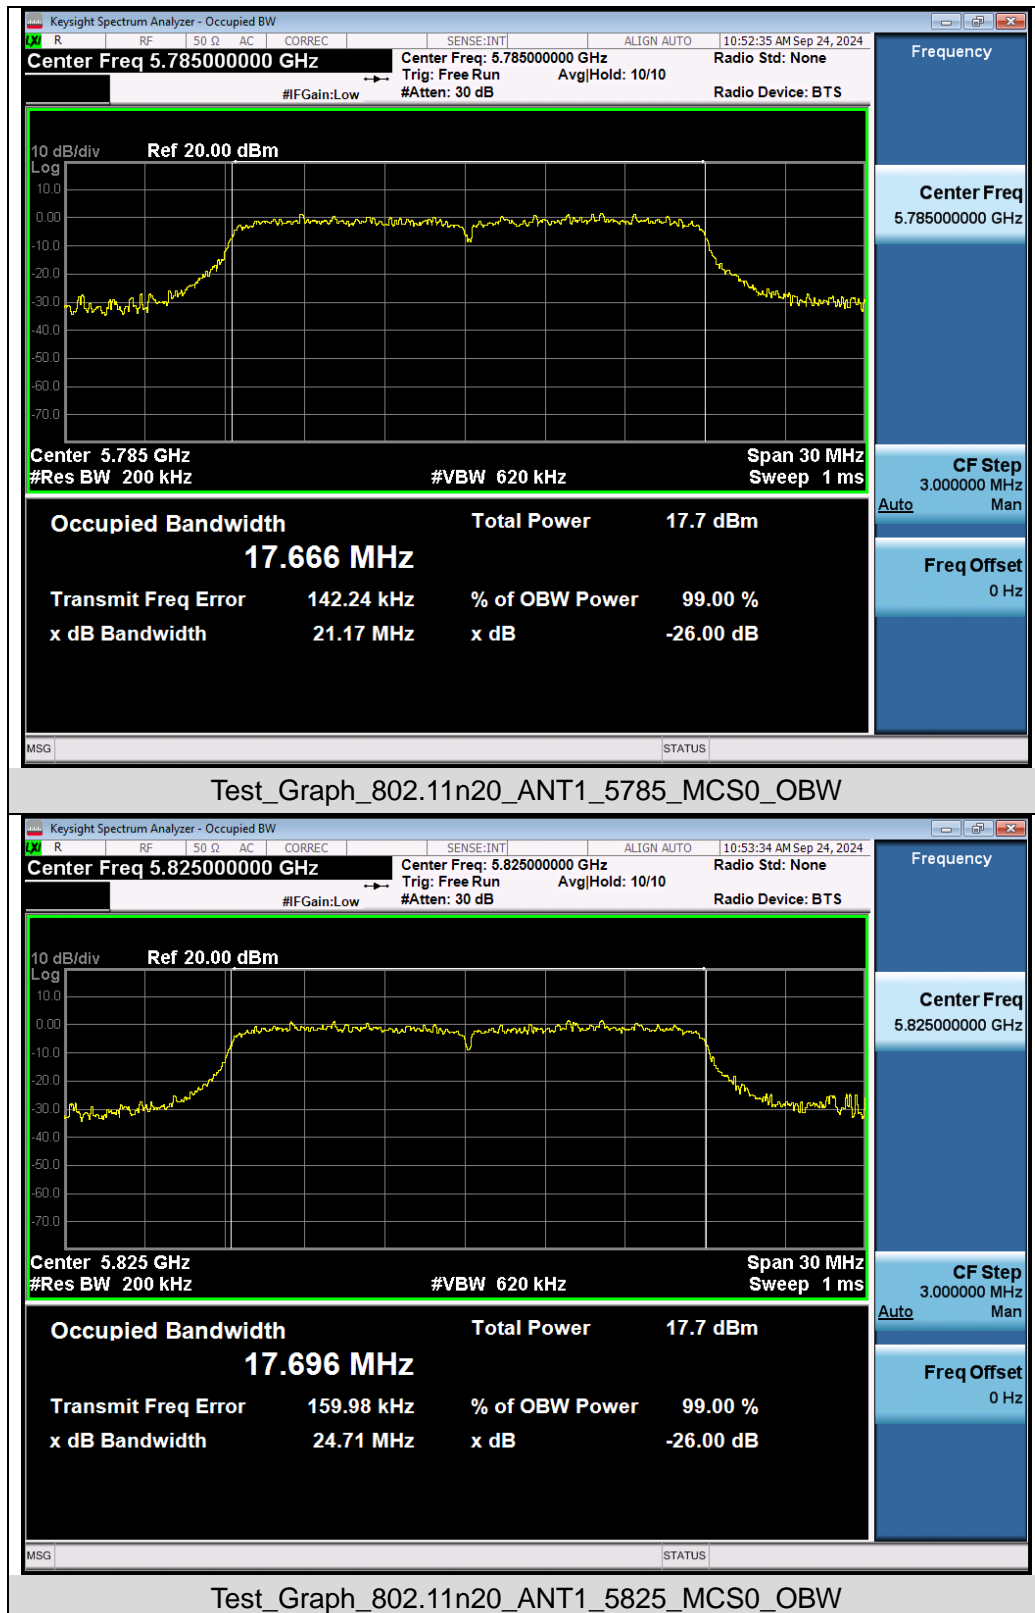 Keysight Spectrum Analyzer - Occupied BW
LXI R RF 50 Ω AC CORREC SENSE:INT ALIGN AUTO 10:52:35 AM Sep 24, 2024
Center Freq 5.785000000 GHz
Center Freq: 5.785000000 GHz
Radio Std: None
Trig: Free Run Avg|Hold: 10/10
#IFGain:Low
#Atten: 30 dB
Radio Device: BTS
10 dB/div Ref 20.00 dBm
Log
10.0
0.00
-10.0
-20.0
-30.0
-40.0
-50.0
-60.0
-70.0
Center 5.785 GHz
Span 30 MHz
#Res BW 200 kHz
#VBW 620 kHz
Sweep 1 ms
Occupied Bandwidth
Total Power 17.7 dBm
17.666 MHz
Transmit Freq Error 142.24 kHz % of OBW Power 99.00 %
x dB Bandwidth 21.17 MHz x dB -26.00 dB
MSG
STATUS
Frequency
Center Freq
5.785000000 GHz
CF Step
3.000000 MHz
Auto Man
Freq Offset
0 Hz
Test_Graph_802.11n20_ANT1_5785_MCS0_OBW
Keysight Spectrum Analyzer - Occupied BW
LXI R RF 50 Ω AC CORREC SENSE:INT ALIGN AUTO 10:53:34 AM Sep 24, 2024
Center Freq 5.825000000 GHz
Center Freq: 5.825000000 GHz
Radio Std: None
Trig: Free Run Avg|Hold: 10/10
#IFGain:Low
#Atten: 30 dB
Radio Device: BTS
10 dB/div Ref 20.00 dBm
Log
10.0
0.00
-10.0
-20.0
-30.0
-40.0
-50.0
-60.0
-70.0
Center 5.825 GHz
Span 30 MHz
#Res BW 200 kHz
#VBW 620 kHz
Sweep 1 ms
Occupied Bandwidth
Total Power 17.7 dBm
17.696 MHz
Transmit Freq Error 159.98 kHz % of OBW Power 99.00 %
x dB Bandwidth 24.71 MHz x dB -26.00 dB
MSG
STATUS
Frequency
Center Freq
5.825000000 GHz
CF Step
3.000000 MHz
Auto Man
Freq Offset
0 Hz
Test_Graph_802.11n20_ANT1_5825_MCS0_OBW